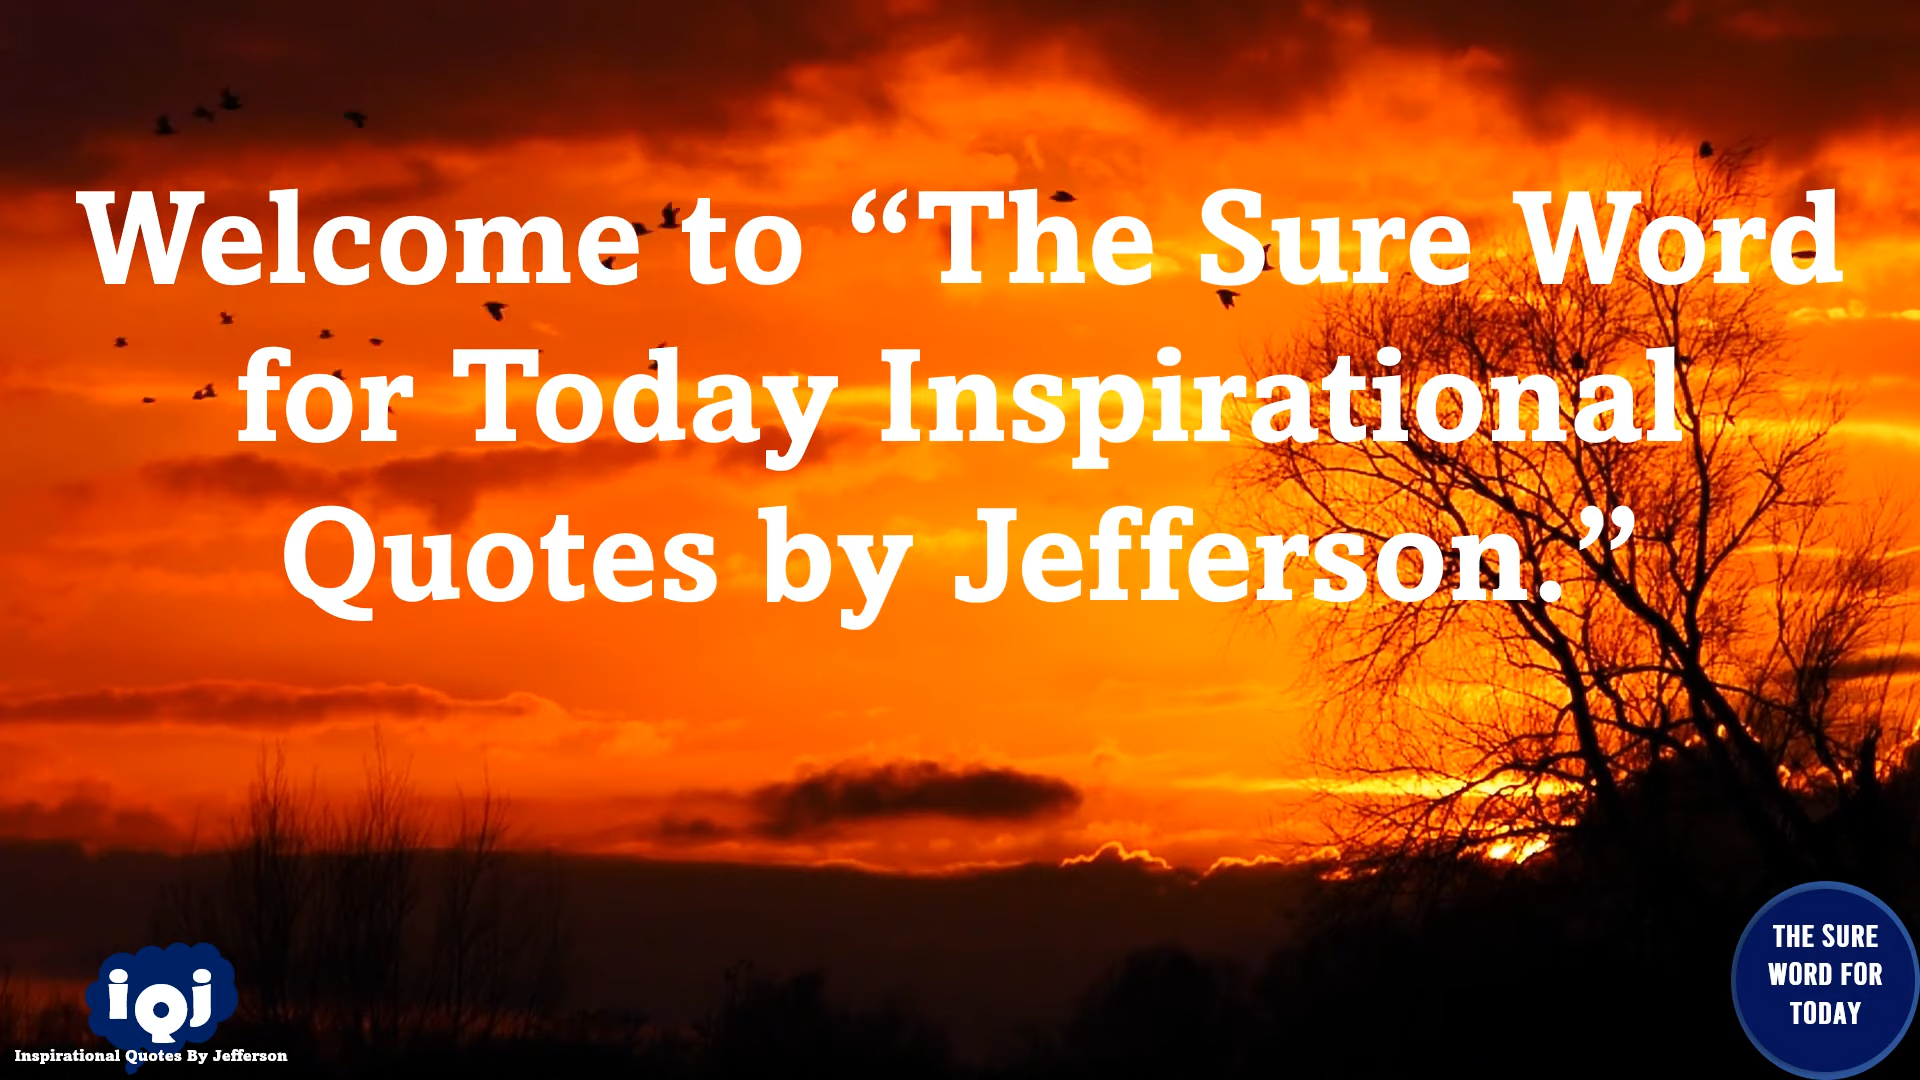 Welcome to “The Sure Word
for Today Inspirational
Quotes by Jefferson.”
iQj
Inspirational Quotes By Jefferson
THE SURE
WORD FOR
TODAY